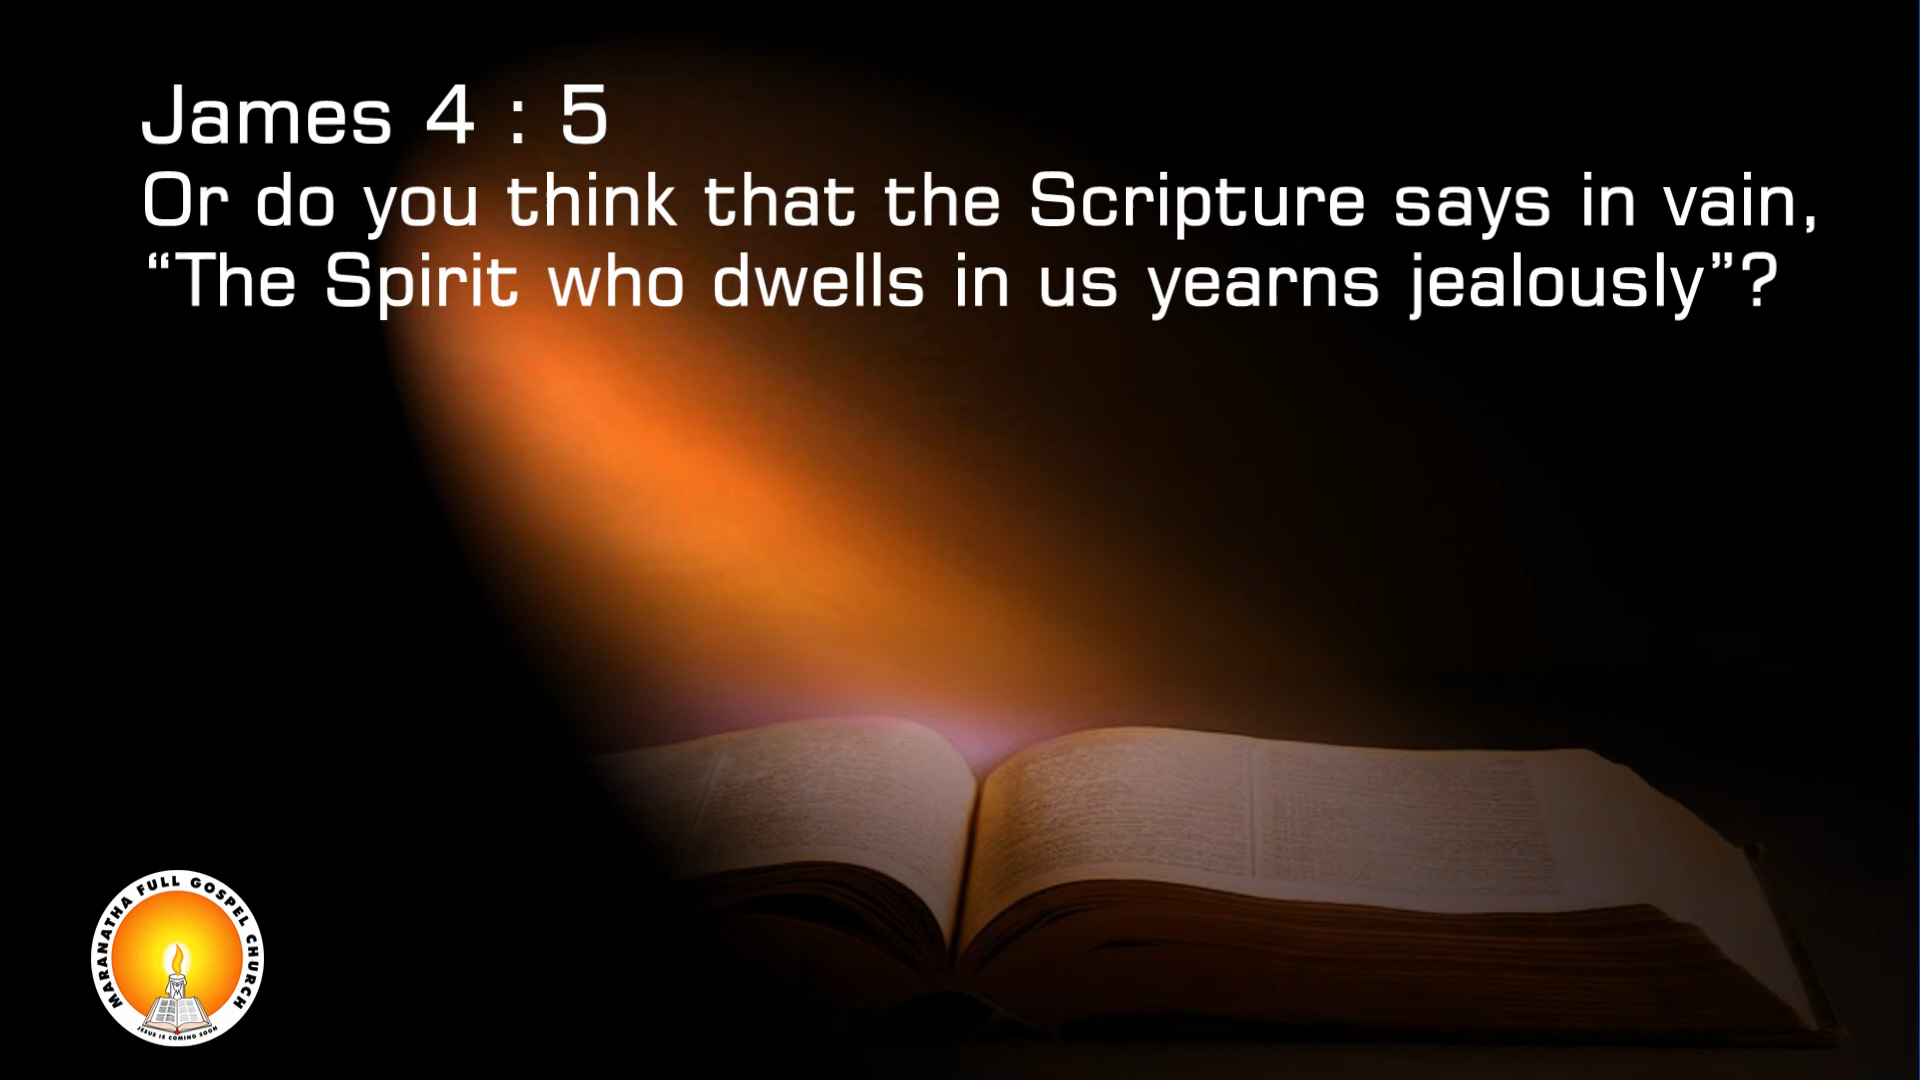 James 4 : 5
Or do you think that the Scripture says in vain,
“The Spirit who dwells in us yearns jealously”?
MARANATHA FULL GOSPEL CHURCH
JESUS IS COMING SOON